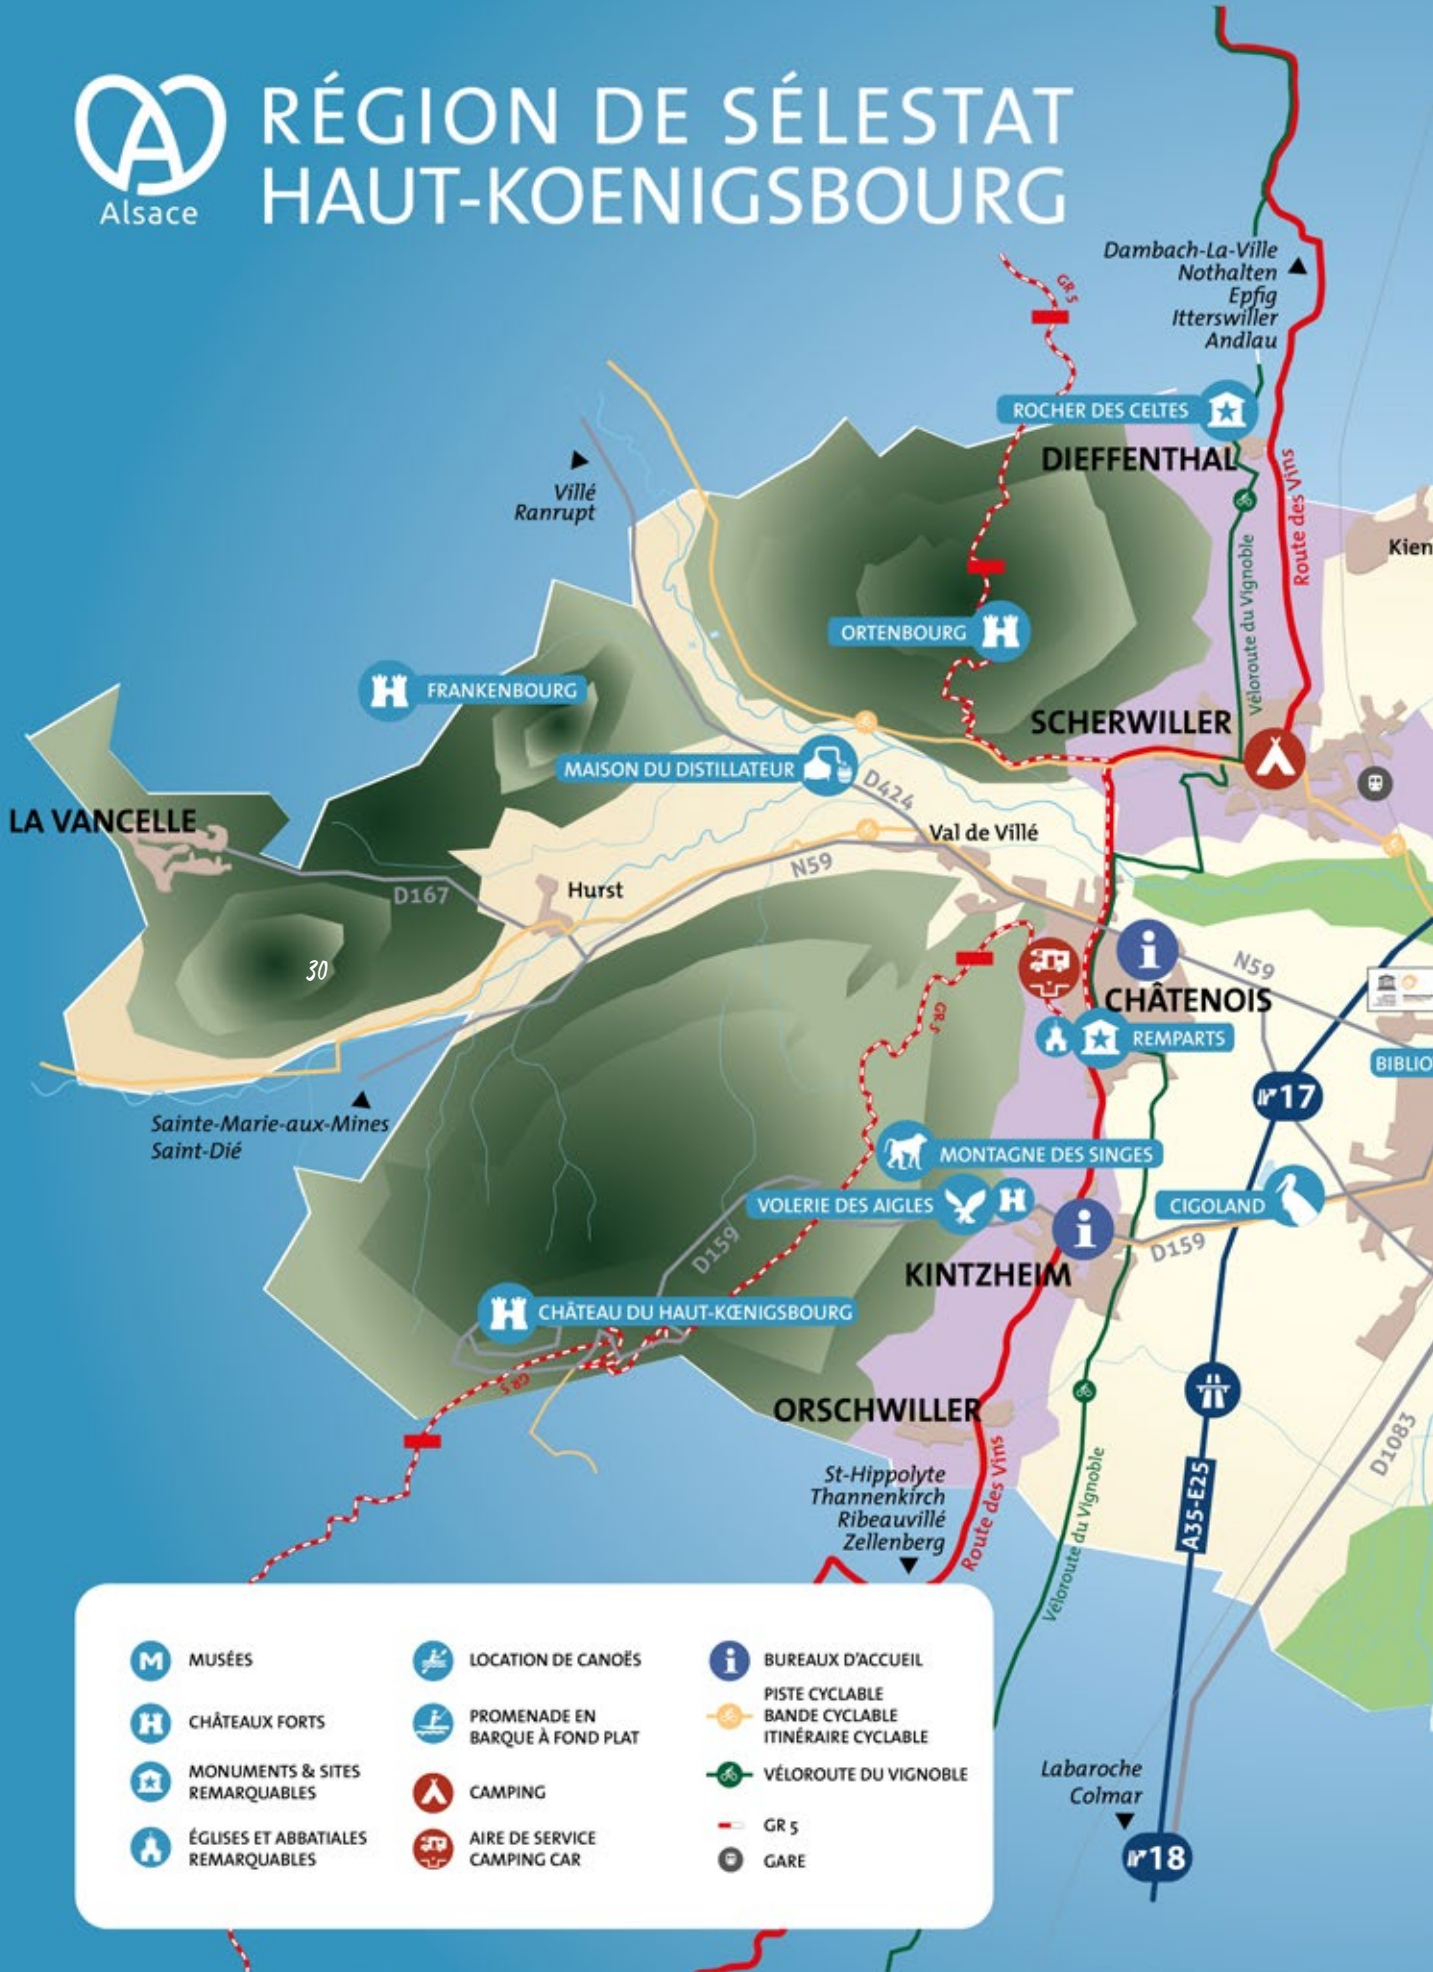 Alsace
RÉGION DE SÉLESTAT
HAUT-KOENIGSBOURG
GR 5
Dambach-La-Ville
Nothalten
Epfig
Itterswiller
Andlau
ROCHER DES CELTES
DIEFFENTHAL
Route des Vins
Villé
Ranrupt
Kien
Véloroute du Vignoble
ORTENBOURG
FRANKENBOURG
SCHERWILLER
MAISON DU DISTILLATEUR
D424
LA VANCELLE
Val de Villé
N59
D167
Hurst
30
N59
CHÂTENOIS
GR 5
REMPARTS
BIBLIO
17
Sainte-Marie-aux-Mines
Saint-Dié
MONTAGNE DES SINGES
VOLERIE DES AIGLES
CIGOLAND
D159
D159
KINTZHEIM
CHÂTEAU DU HAUT-KŒNIGSBOURG
GR 5
ORSCHWILLER
D1083
St-Hippolyte
Thannenkirch
Ribeauvillé
Zellenberg
Route des Vins
Véloroute du Vignoble
A35-E25
M MUSÉES
CHÂTEAUX FORTS
MONUMENTS & SITES
REMARQUABLES
ÉGLISES ET ABBATIALES
REMARQUABLES
LOCATION DE CANOËS
PROMENADE EN
BARQUE À FOND PLAT
CAMPING
AIRE DE SERVICE
CAMPING CAR
i BUREAUX D'ACCUEIL
PISTE CYCLABLE
BANDE CYCLABLE
ITINÉRAIRE CYCLABLE
VÉLOROUTE DU VIGNOBLE
GR 5
GARE
Labaroche
Colmar
18